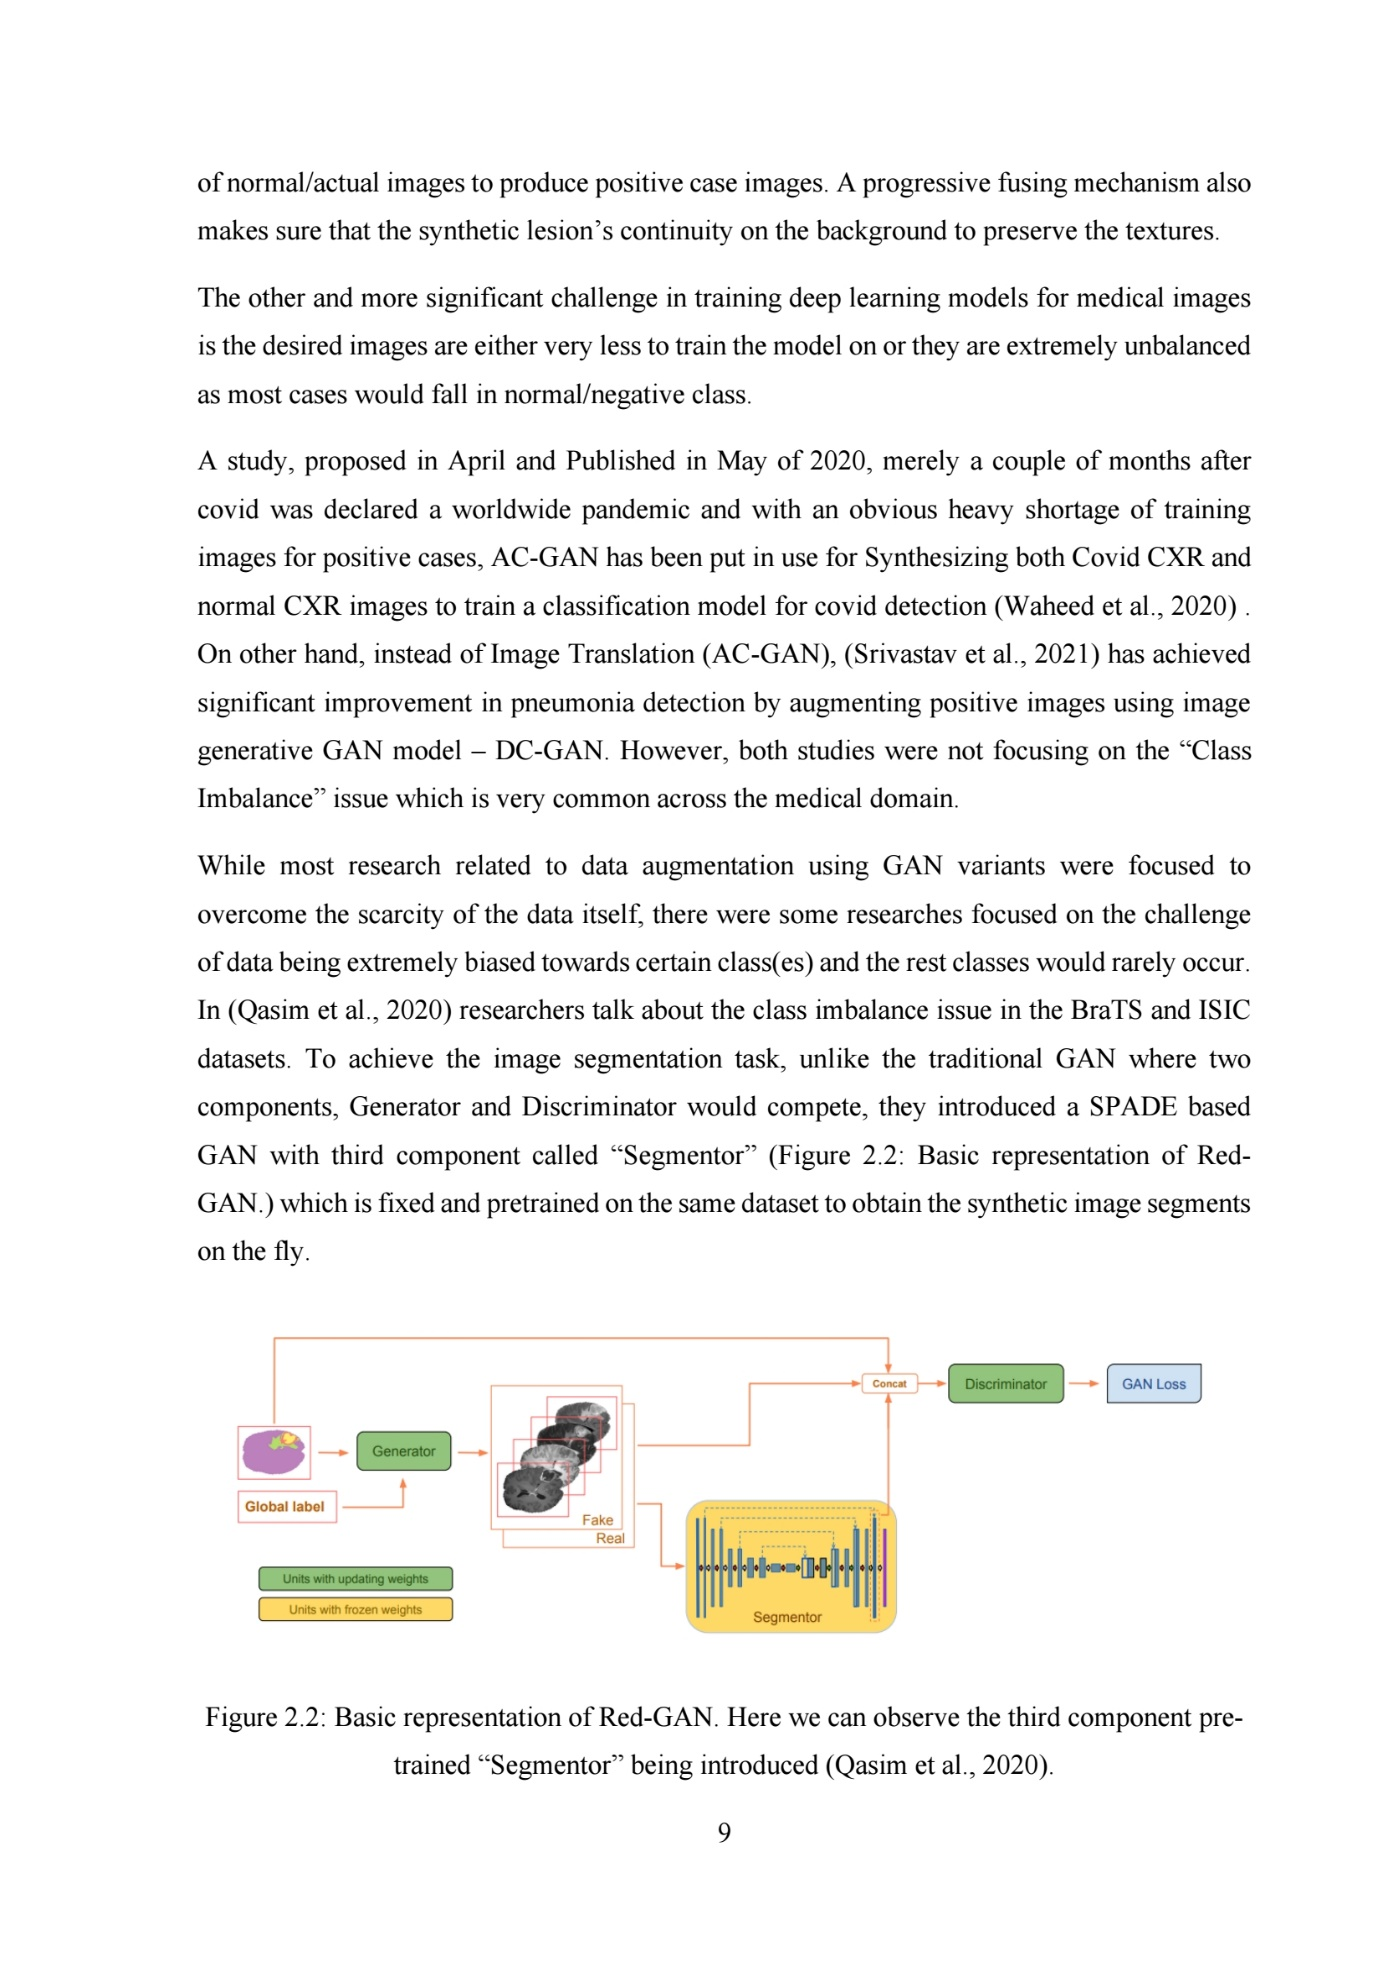 of normal/actual images to produce positive case images. A progressive fusing mechanism also
makes sure that the synthetic lesion’s continuity on the background to preserve the textures.
The other and more significant challenge in training deep learning models for medical images
is the desired images are either very less to train the model on or they are extremely unbalanced
as most cases would fall in normal/negative class.
A study, proposed in April and Published in May of 2020, merely a couple of months after
covid was declared a worldwide pandemic and with an obvious heavy shortage of training
images for positive cases, AC-GAN has been put in use for Synthesizing both Covid CXR and
normal CXR images to train a classification model for covid detection (Waheed et al., 2020) .
On other hand, instead of Image Translation (AC-GAN), (Srivastav et al., 2021) has achieved
significant improvement in pneumonia detection by augmenting positive images using image
generative GAN model – DC-GAN. However, both studies were not focusing on the “Class
Imbalance” issue which is very common across the medical domain.
While most research related to data augmentation using GAN variants were focused to
overcome the scarcity of the data itself, there were some researches focused on the challenge
of data being extremely biased towards certain class(es) and the rest classes would rarely occur.
In (Qasim et al., 2020) researchers talk about the class imbalance issue in the BraTS and ISIC
datasets. To achieve the image segmentation task, unlike the traditional GAN where two
components, Generator and Discriminator would compete, they introduced a SPADE based
GAN with third component called “Segmentor” (Figure 2.2: Basic representation of Red-
GAN.) which is fixed and pretrained on the same dataset to obtain the synthetic image segments
on the fly.
Concat
Discriminator
GAN Loss
Generator
Global label
Fake
Real
Units with updating weights
Units with frozen weights
Segmentor
Figure 2.2: Basic representation of Red-GAN. Here we can observe the third component pre-
trained “Segmentor” being introduced (Qasim et al., 2020).
9